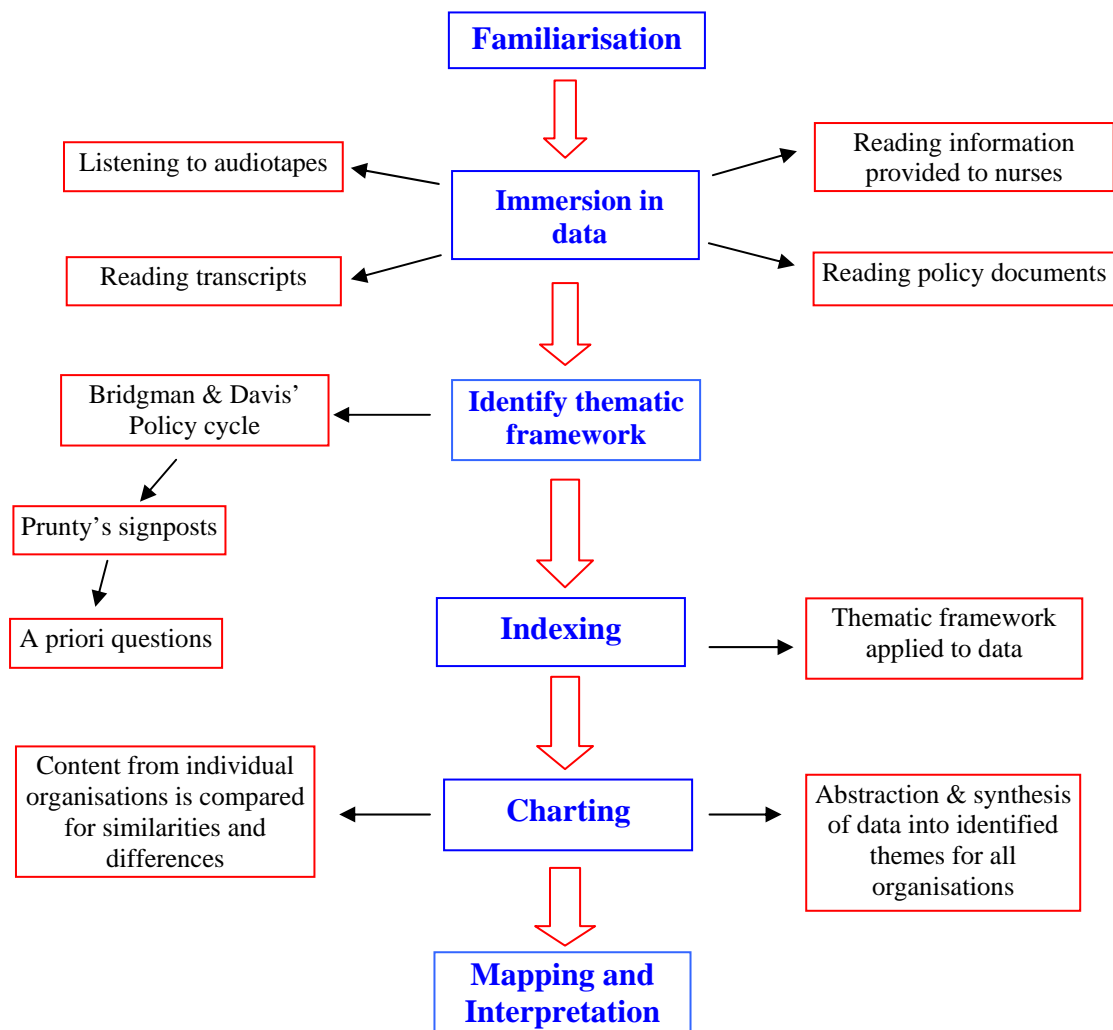 Familiarisation
Listening to audiotapes
Reading information
provided to nurses
Immersion in
data
Reading transcripts
Reading policy documents
Bridgman & Davis’
Policy cycle
Identify thematic
framework
Prunty’s signposts
A priori questions
Indexing
Thematic framework
applied to data
Content from individual
organisations is compared
for similarities and
differences
Charting
Abstraction & synthesis
of data into identified
themes for all
organisations
Mapping and
Interpretation